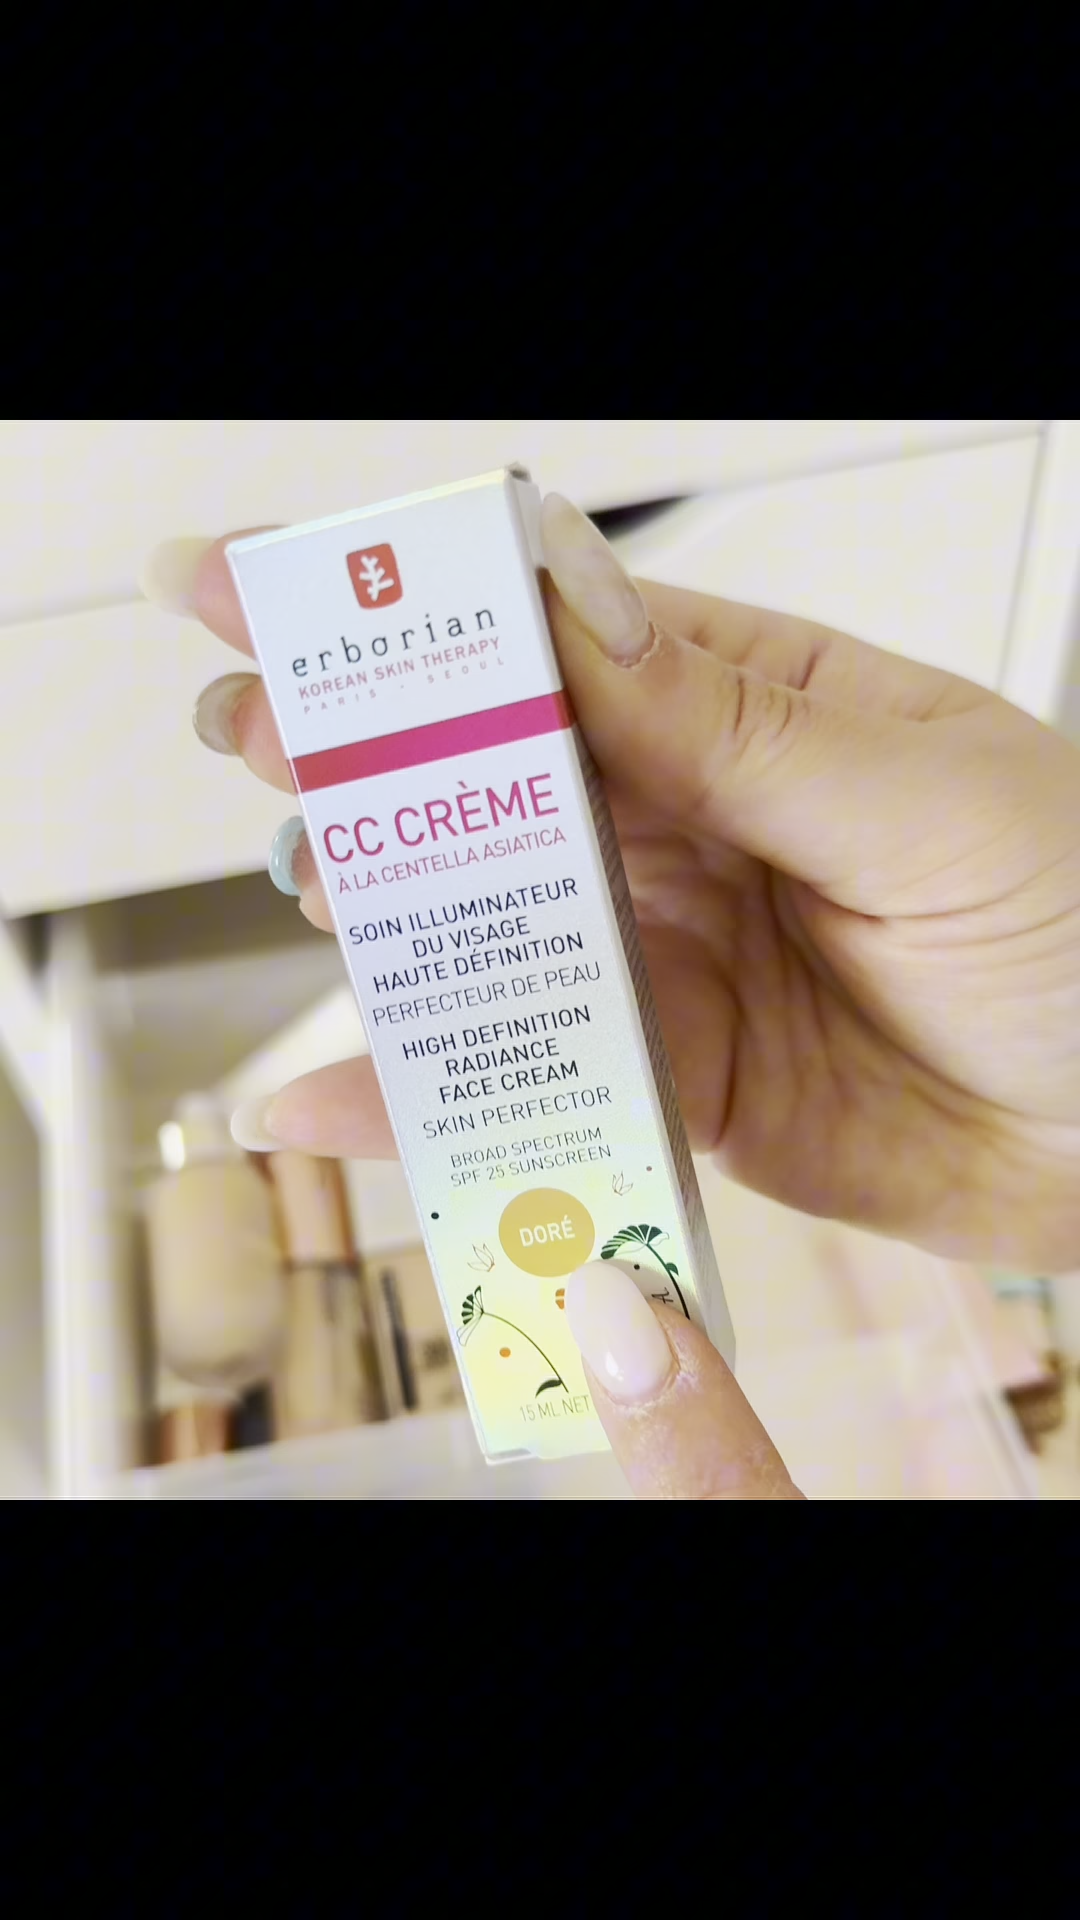 erborian
KOREAN SKIN THERAPY
PARIS · SEOUL
CC CRÈME
À LA CENTELLA ASIATICA
SOIN ILLUMINATEUR
DU VISAGE
HAUTE DÉFINITION
PERFECTEUR DE PEAU
HIGH DEFINITION
RADIANCE
FACE CREAM
SKIN PERFECTOR
BROAD SPECTRUM
SPF 25 SUNSCREEN
DORÉ
15 ML NET